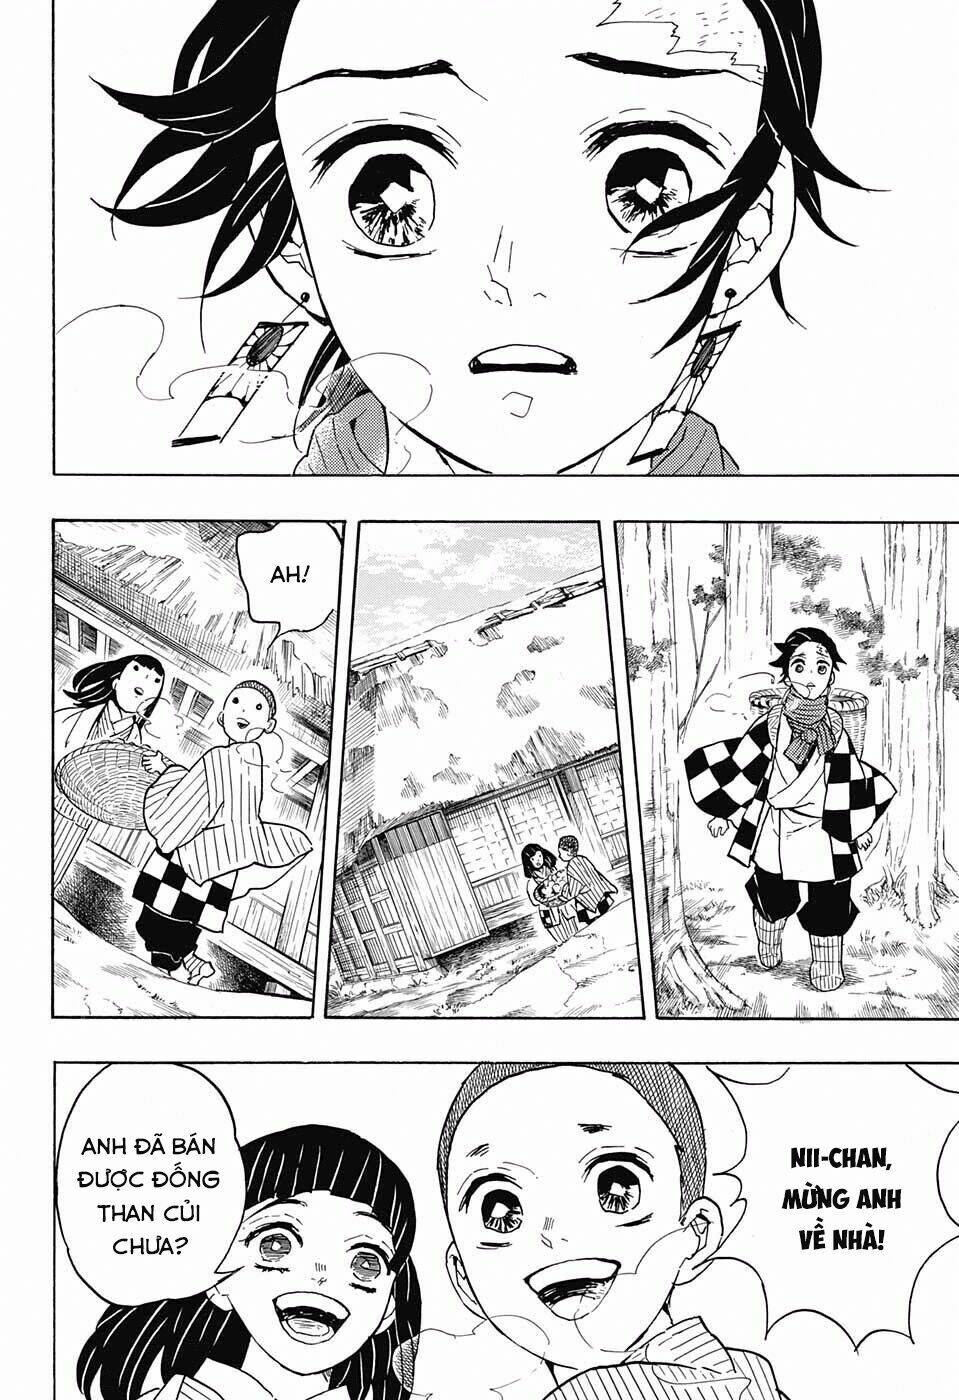 AH!
NII-CHAN,
MỪNG ANH
VỀ NHÀ!
ANH ĐÃ BÁN
ĐƯỢC ĐỐNG
THAN CỦI
CHƯA?